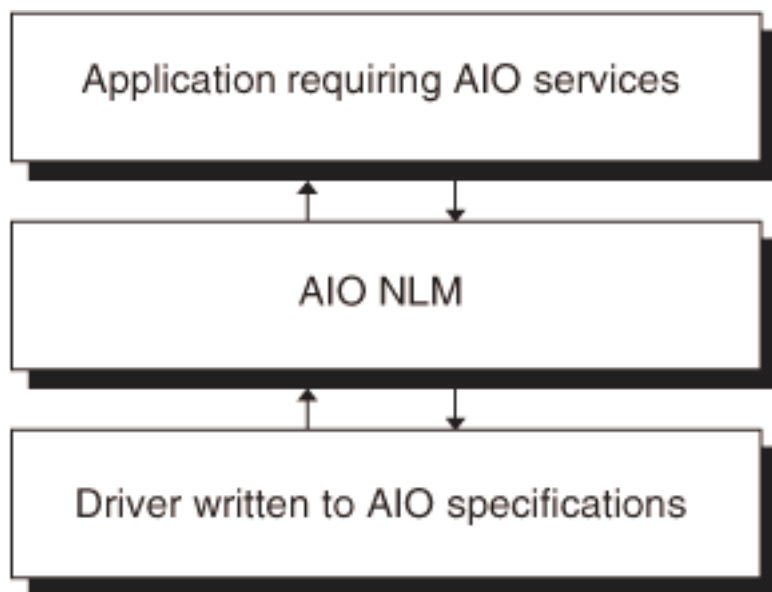 Application requiring AIO services
AIO NLM
Driver written to AIO specifications